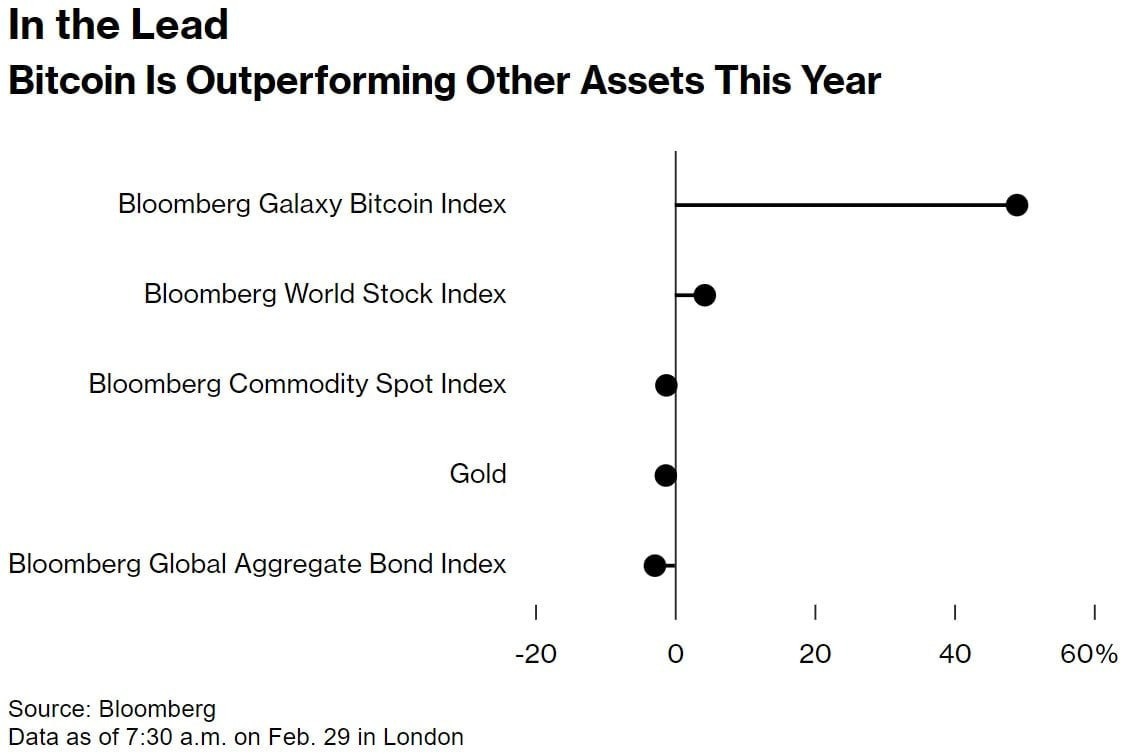 In the Lead
Bitcoin Is Outperforming Other Assets This Year
Bloomberg Galaxy Bitcoin Index
Bloomberg World Stock Index
Bloomberg Commodity Spot Index
Gold
Bloomberg Global Aggregate Bond Index
-20 0 20 40 60%
Source: Bloomberg
Data as of 7:30 a.m. on Feb. 29 in London